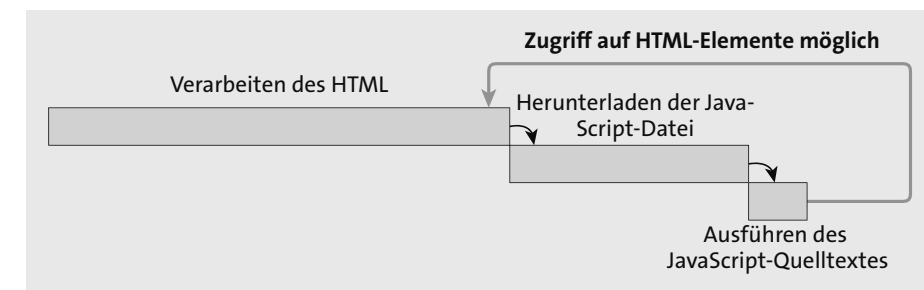 Zugriff auf HTML-Elemente möglich
Verarbeiten des HTML
Herunterladen der Java-
Script-Datei
Ausführen des
JavaScript-Quelltextes